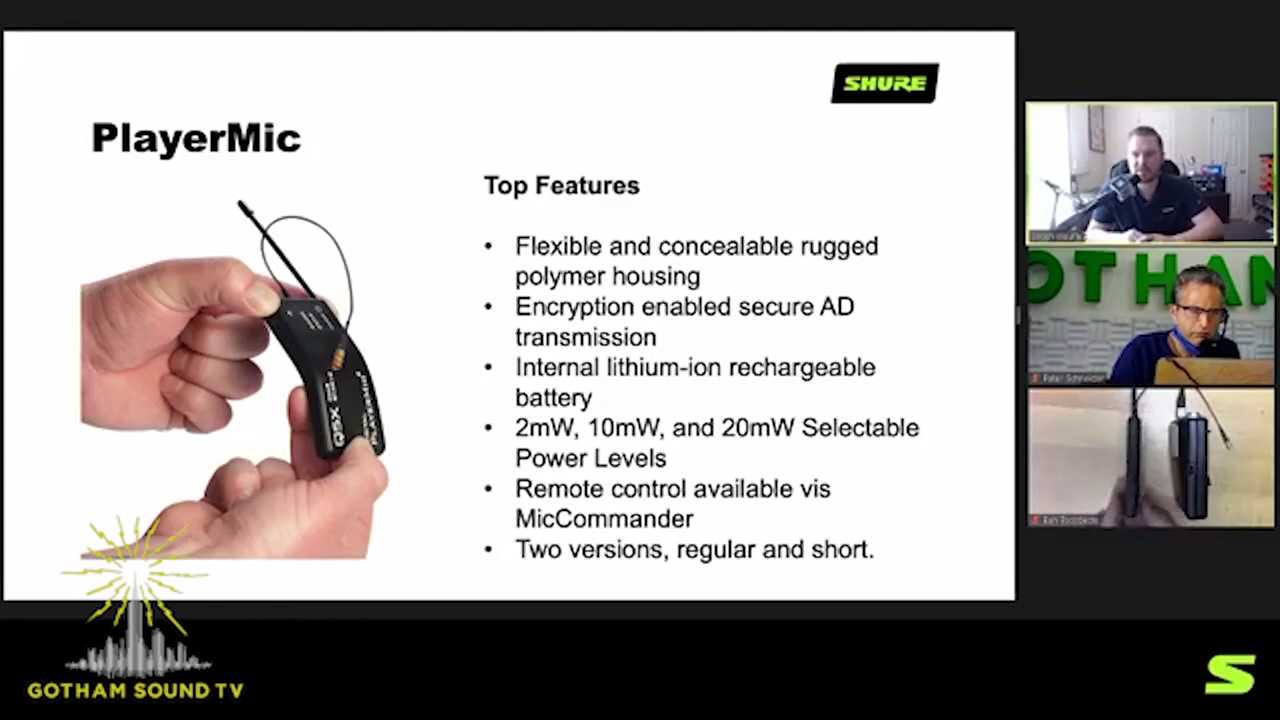 SHURE
PlayerMic
Top Features
• Flexible and concealable rugged
polymer housing
• Encryption enabled secure AD
transmission
• Internal lithium-ion rechargeable
battery
• 2mW, 10mW, and 20mW Selectable
Power Levels
• Remote control available vis
MicCommander
• Two versions, regular and short.
OTHAN
Peter Schneider
GOTHAM SOUND TV